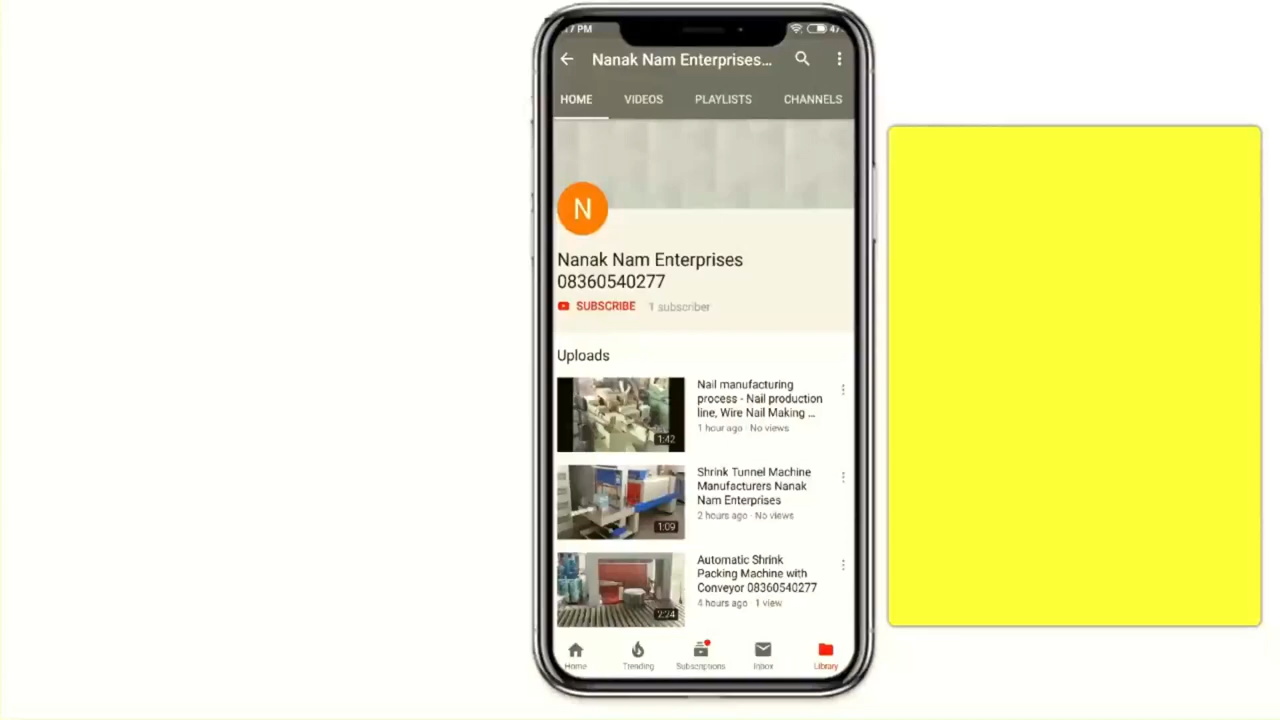 :17 PM
47
Nanak Nam Enterprises...
HOME VIDEOS PLAYLISTS CHANNELS
N
Nanak Nam Enterprises
08360540277
SUBSCRIBE 1 subscriber
Uploads
Nail manufacturing
process - Nail production
line, Wire Nail Making ...
1 hour ago · No views
1:42
Shrink Tunnel Machine
Manufacturers Nanak
Nam Enterprises
2 hours ago · No views
1:09
Automatic Shrink
Packing Machine with
Conveyor 08360540277
4 hours ago · 1 view
2:24
Home Trending Subscriptions Inbox Library